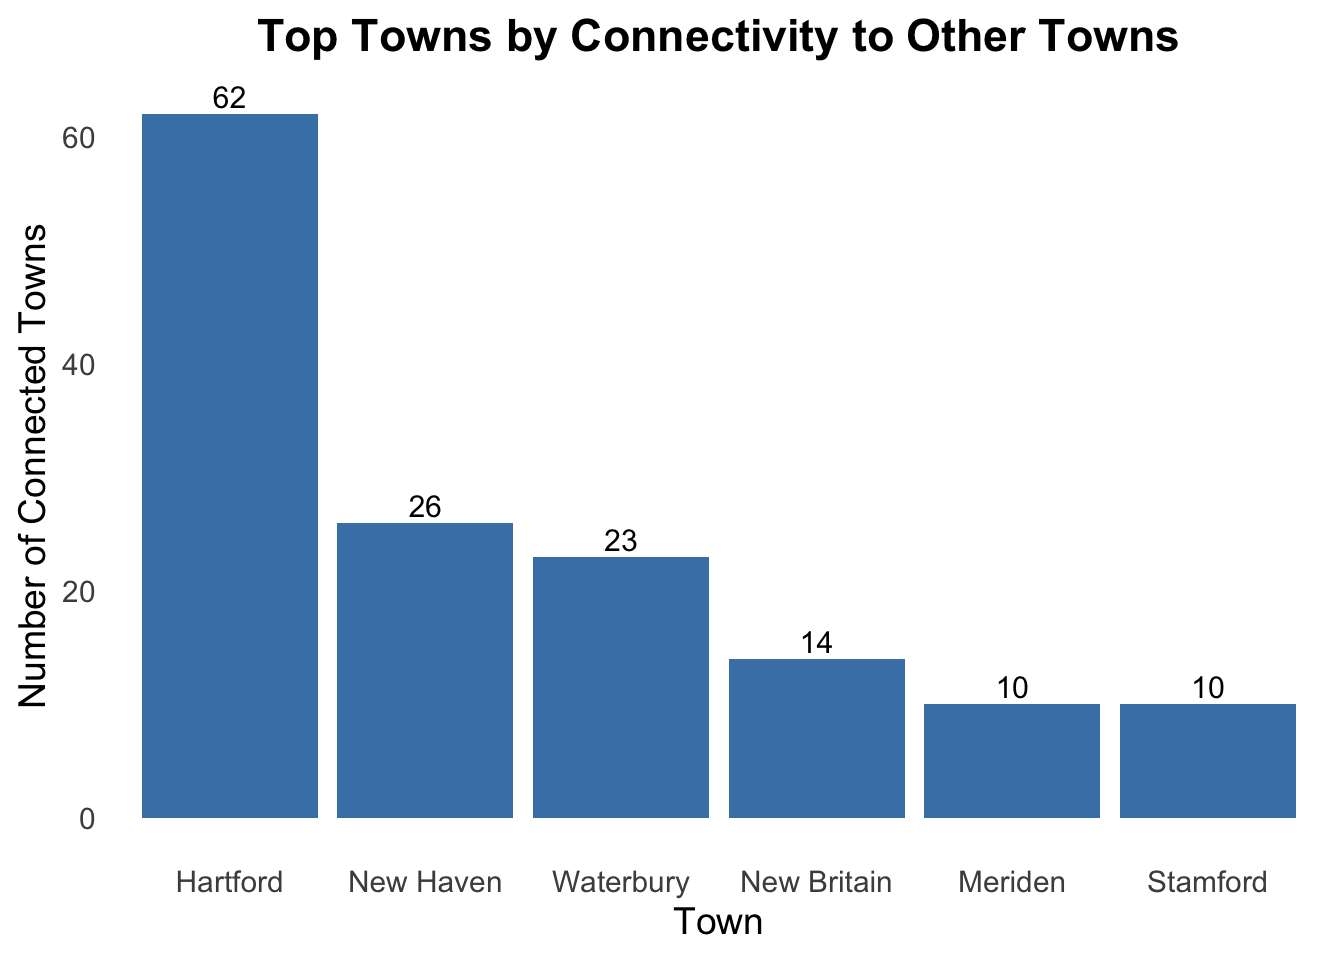 Top Towns by Connectivity to Other Towns
Number of Connected Towns
60
40
20
0
62
26
23
14
10
10
Hartford
New Haven
Waterbury
New Britain
Meriden
Stamford
Town